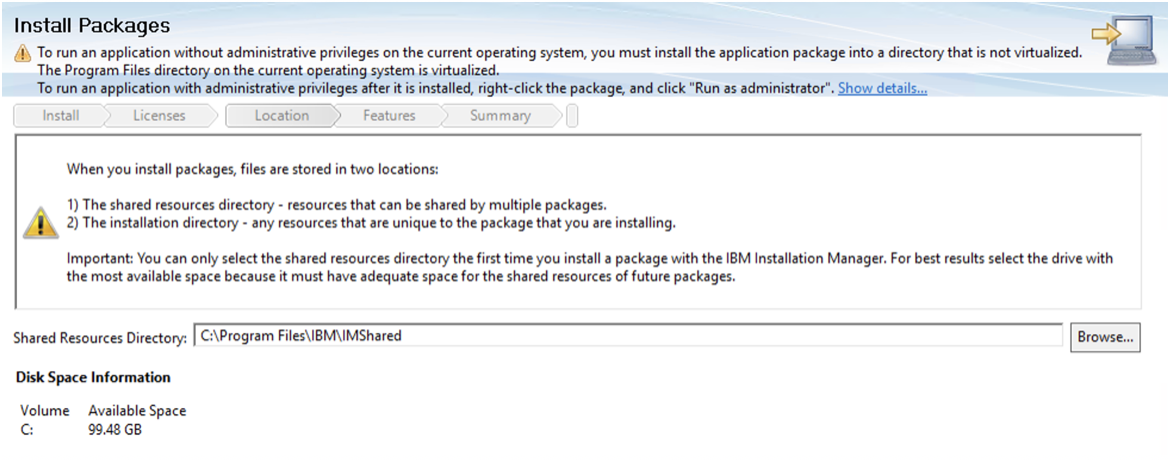 Install Packages
To run an application without administrative privileges on the current operating system, you must install the application package into a directory that is not virtualized.
The Program Files directory on the current operating system is virtualized.
To run an application with administrative privileges after it is installed, right-click the package, and click "Run as administrator". Show details...
Install Licenses Location Features Summary
When you install packages, files are stored in two locations:
1) The shared resources directory - resources that can be shared by multiple packages.
2) The installation directory - any resources that are unique to the package that you are installing.
Important: You can only select the shared resources directory the first time you install a package with the IBM Installation Manager. For best results select the drive with
the most available space because it must have adequate space for the shared resources of future packages.
Shared Resources Directory: C:\Program Files\IBM\IMShared Browse...
Disk Space Information
Volume Available Space
C: 99.48 GB